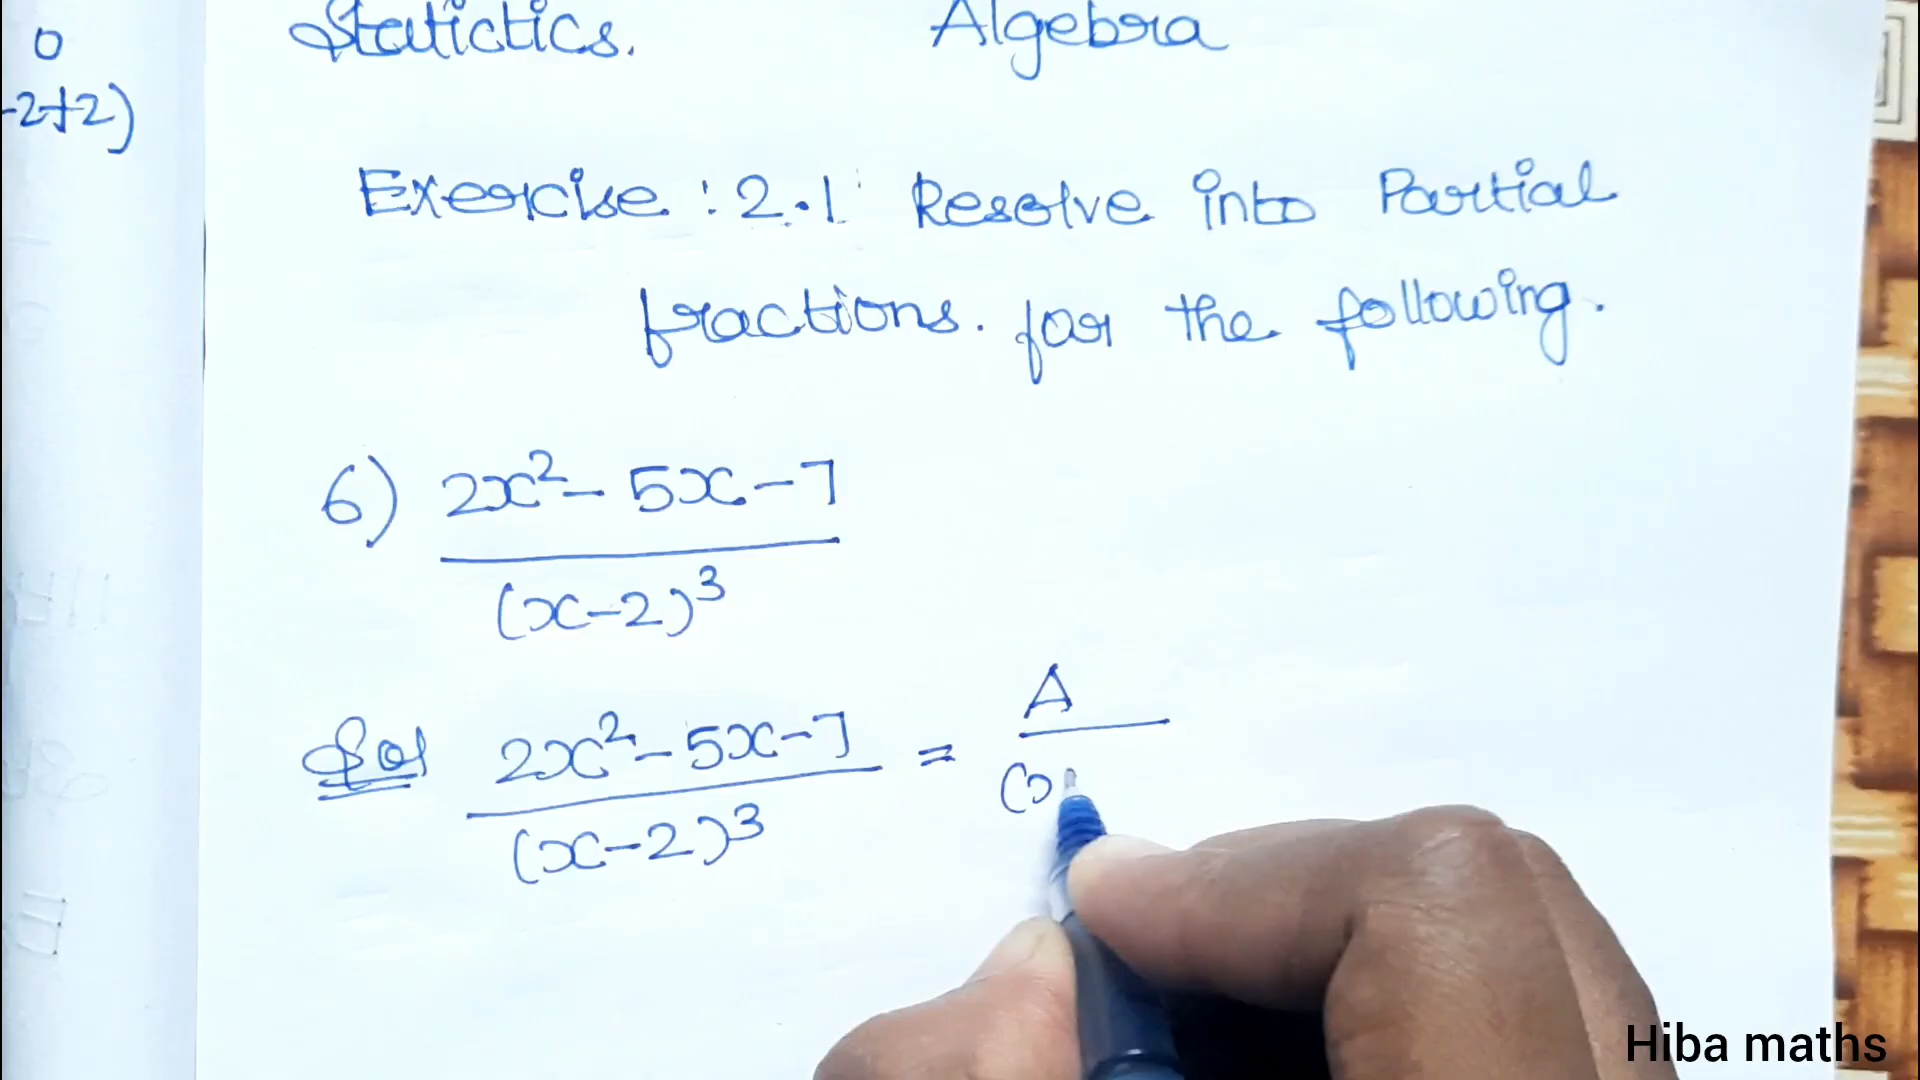 0
-2+2)
Statictics. Algebra
Exercise : 2.1 Resolve into Partial
fractions. for the following.
6) 2x² - 5x - 7
(x-2)³
Sol 2x² - 5x - 7 = A
(x-2)³ (x
Hiba maths